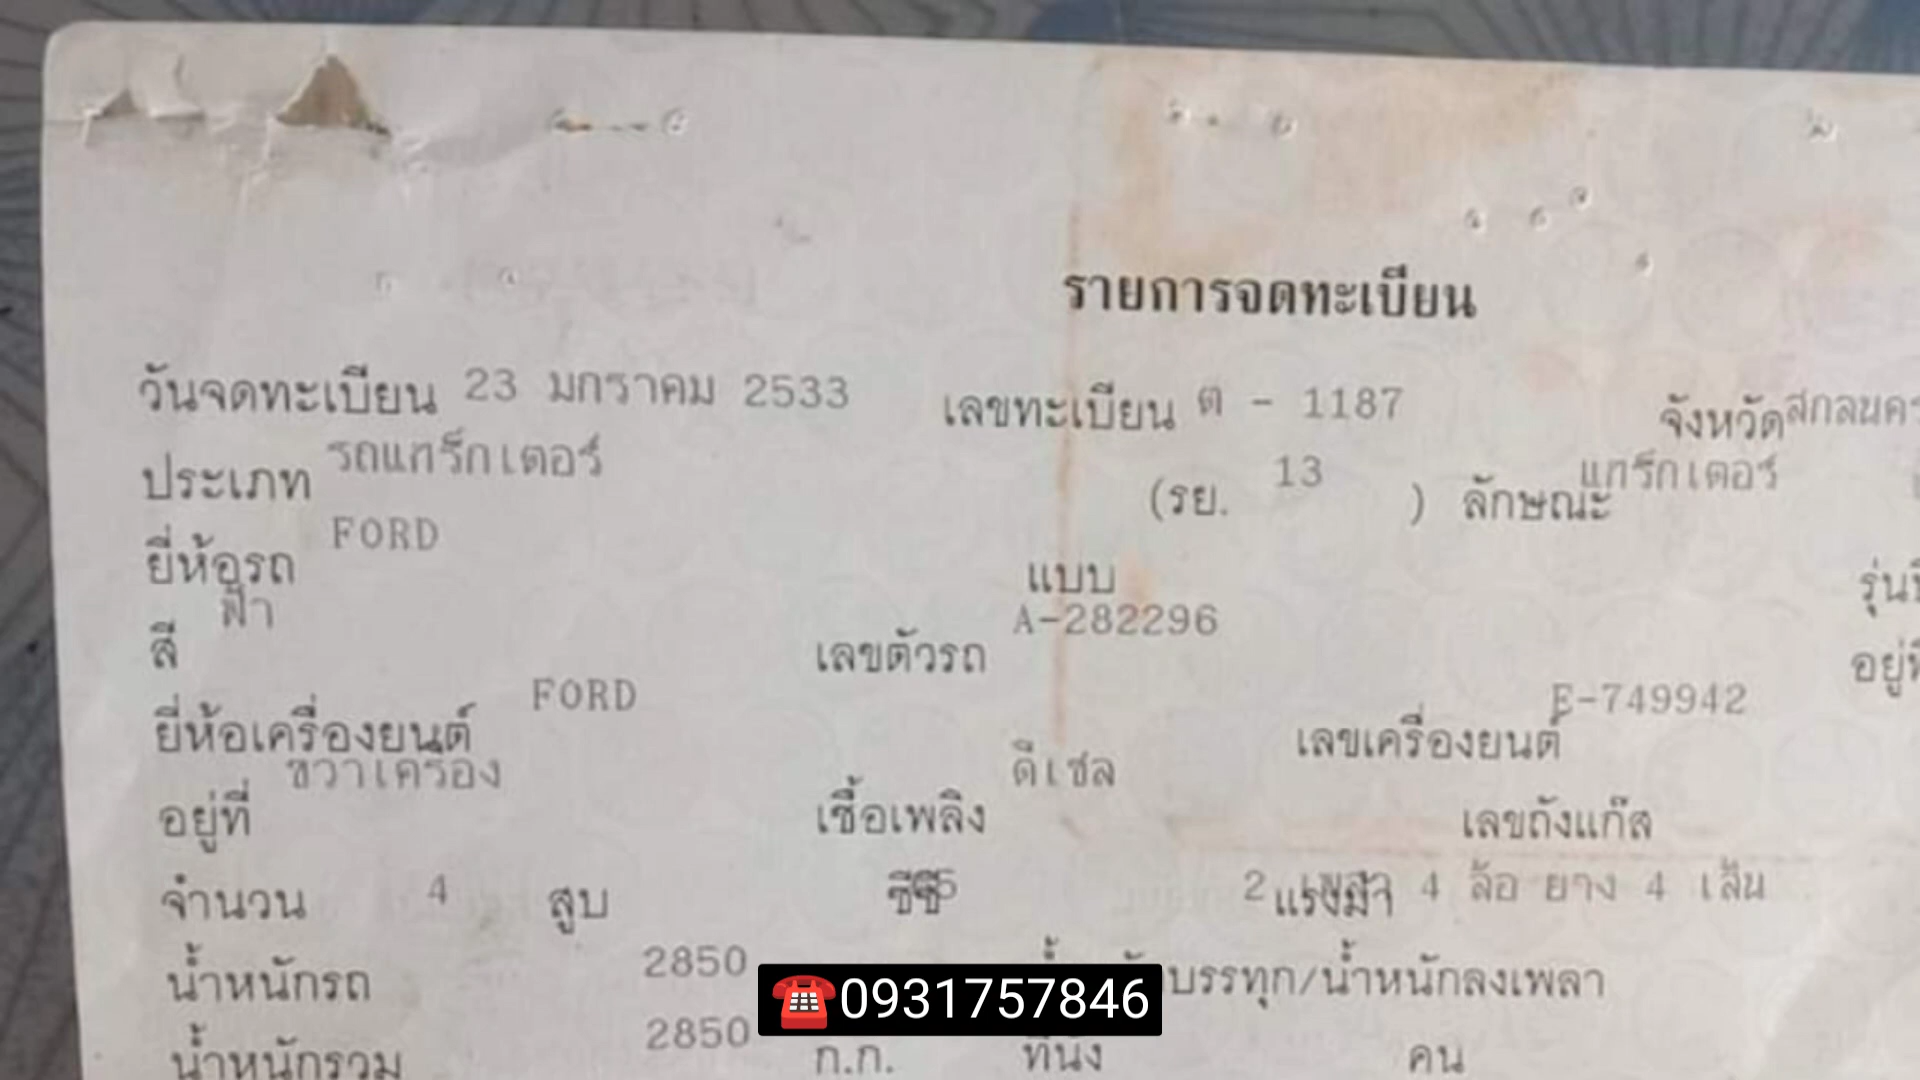 รายการจดทะเบียน
วันจดทะเบียน 23 มกราคม 2533 เลขทะเบียน ต - 1187 จังหวัด
ประเภท รถแทร็กเตอร์ (รย. 13 ) ลักษณะ แทร็กเตอร์
ยี่ห้อรถ FORD แบบ
สี ฟ้า เลขตัวรถ A-282296
ยี่ห้อเครื่องยนต์ FORD เลขเครื่องยนต์ E-749942
อยู่ที่ ขวาเครื่อง เชื้อเพลิง ดีเซล เลขถังแก๊ส
จำนวน 4 สูบ ซีซี แรงม้า 2 เพลา 4 ล้อ ยาง 4 เส้น
น้ำหนักรถ 2850 บรรทุก/น้ำหนักลงเพลา
น้ำหนักรวม 2850 ก.ก. ที่นั่ง คน
☎0931757846